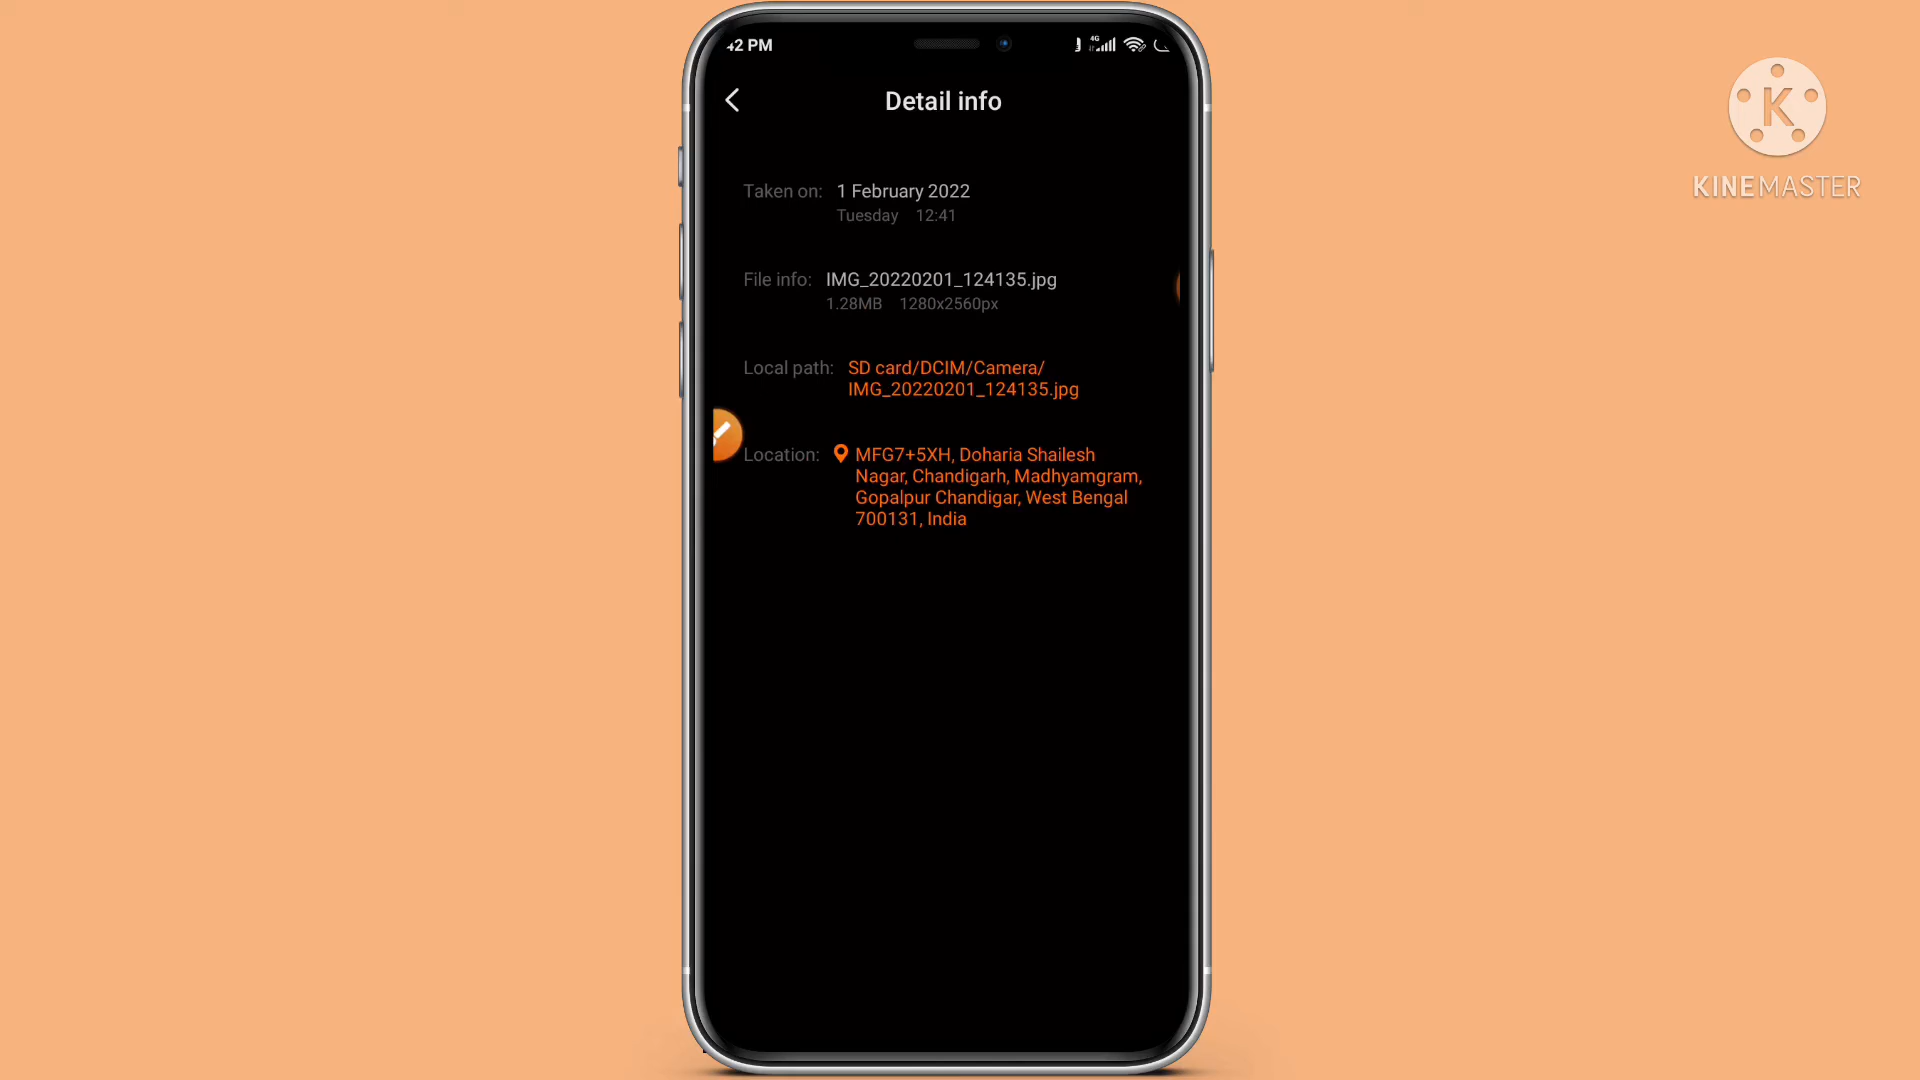 42 PM
4G
Detail info
K
KINEMASTER
Taken on: 1 February 2022
Tuesday 12:41
File info: IMG_20220201_124135.jpg
1.28MB 1280x2560px
Local path: SD card/DCIM/Camera/
IMG_20220201_124135.jpg
Location: MFG7+5XH, Doharia Shailesh
Nagar, Chandigarh, Madhyamgram,
Gopalpur Chandigar, West Bengal
700131, India